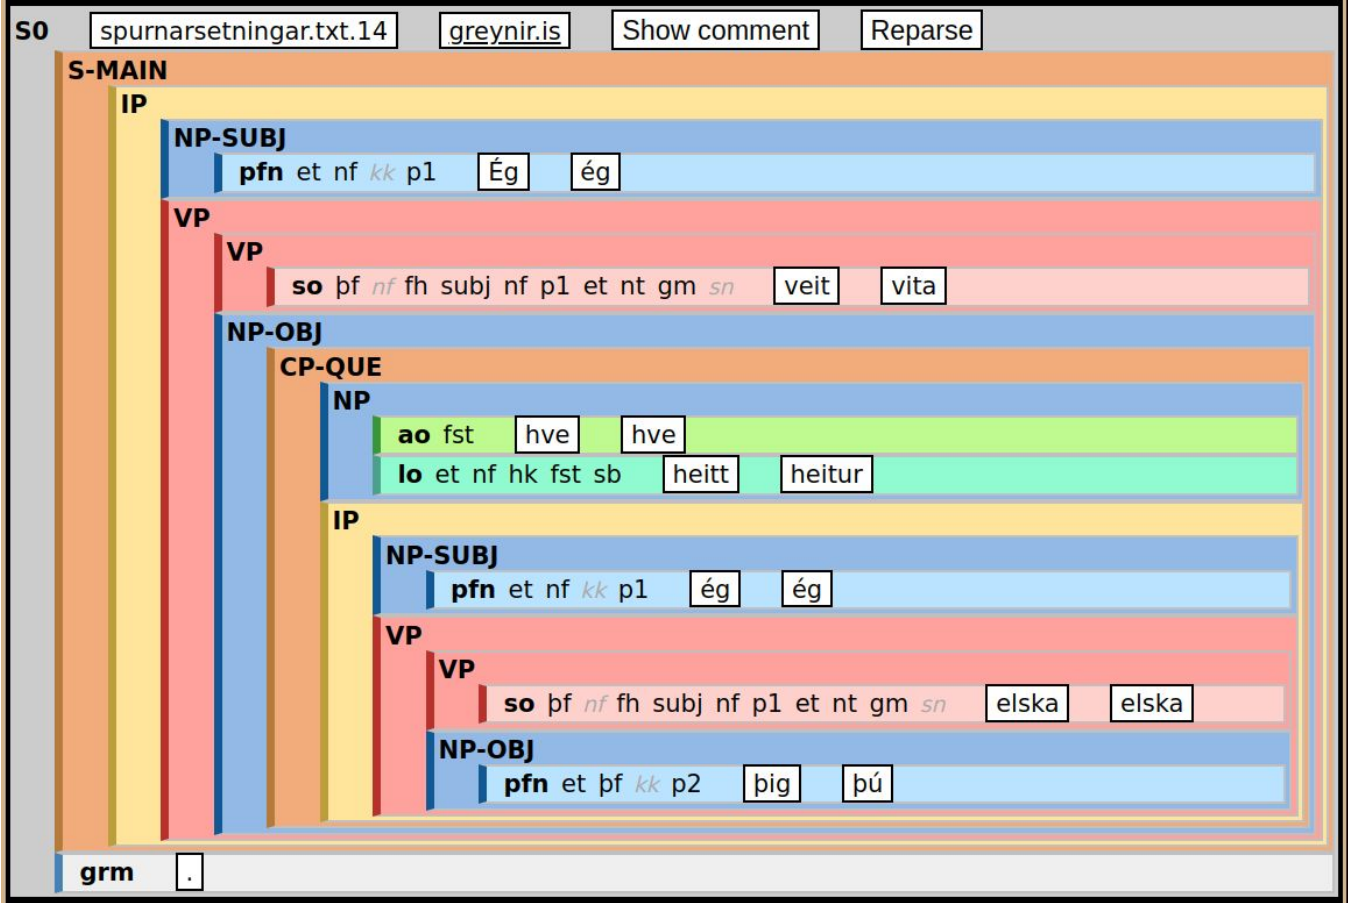 S0 spurnarsetningar.txt.14 greynir.is Show comment Reparse
S-MAIN
IP
NP-SUBJ
pfn et nf kk p1 Ég ég
VP
VP
so þf nf fh subj nf p1 et nt gm sn veit vita
NP-OBJ
CP-QUE
NP
ao fst hve hve
lo et nf hk fst sb heitt heitur
IP
NP-SUBJ
pfn et nf kk p1 ég ég
VP
VP
so þf nf fh subj nf p1 et nt gm sn elska elska
NP-OBJ
pfn et þf kk p2 þig þú
grm .